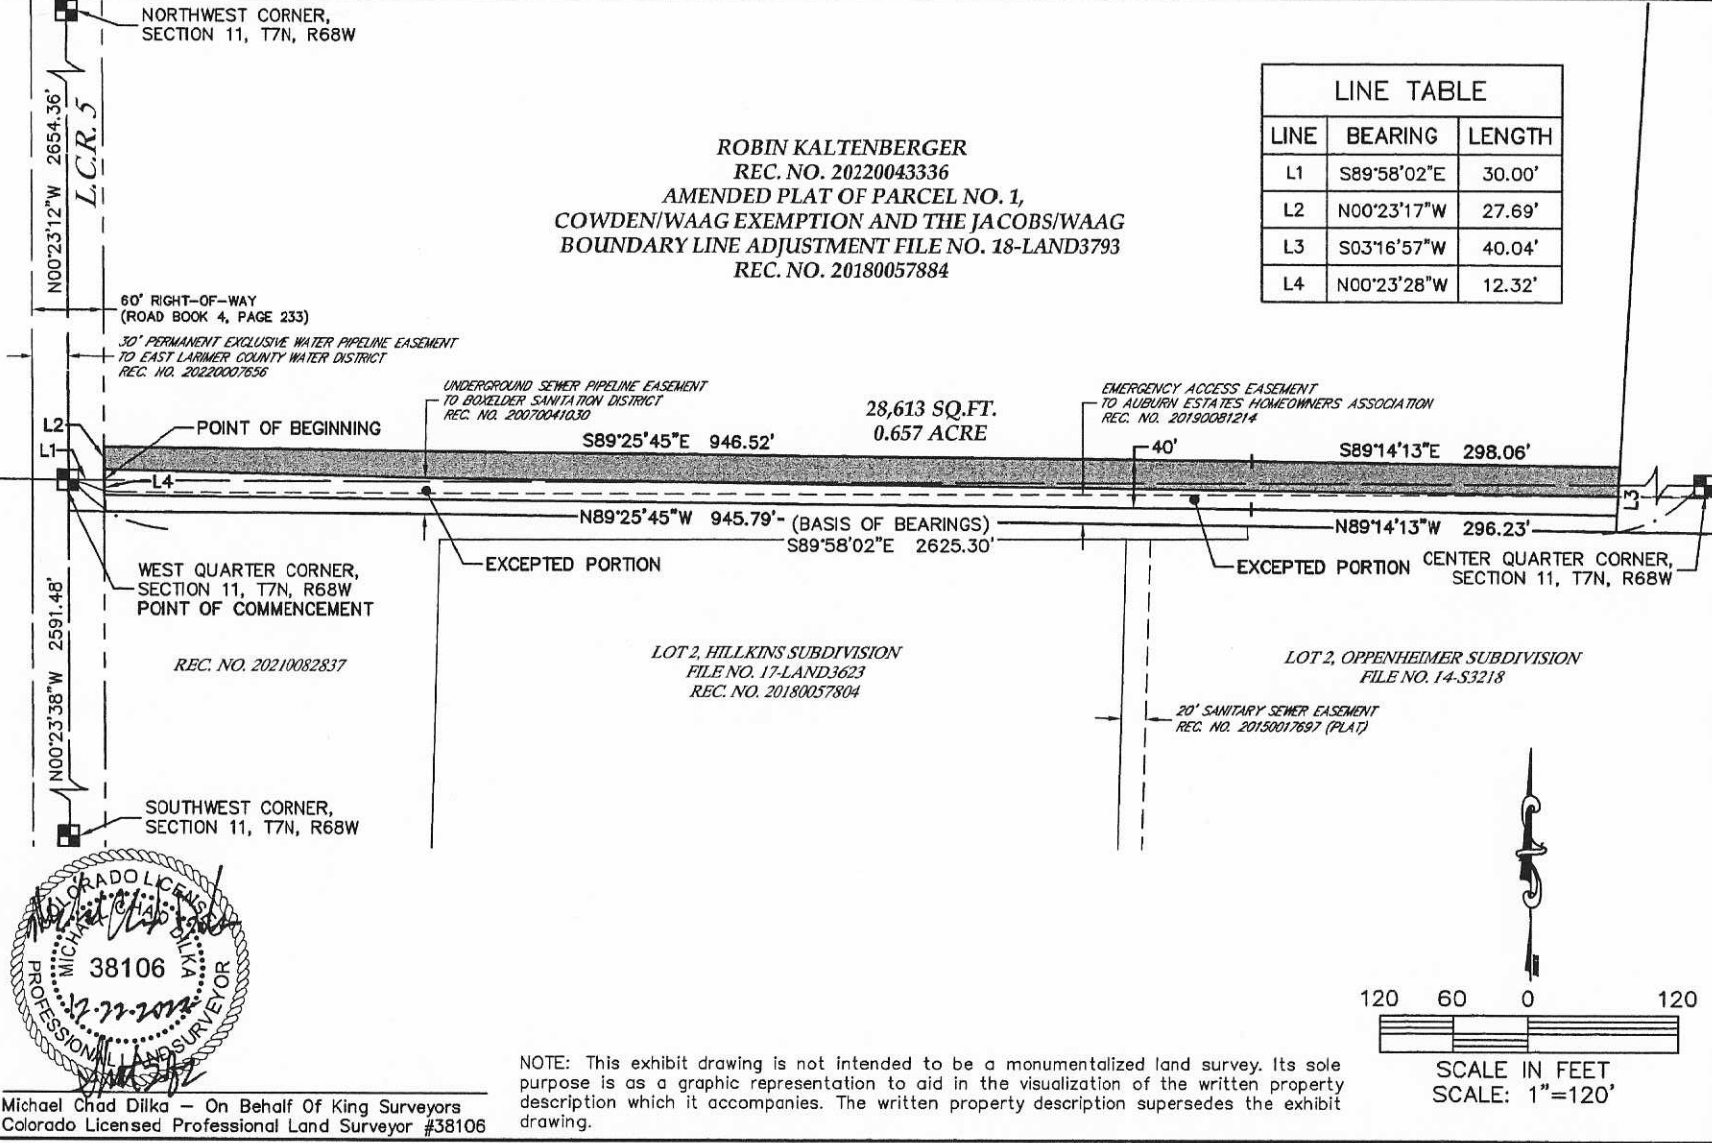 NORTHWEST CORNER,
SECTION 11, T7N, R68W
N00°23'12"W 2654.36'
L.C.R. 5
LINE TABLE
LINE BEARING LENGTH
L1 S89°58'02"E 30.00'
L2 N00°23'17"W 27.69'
L3 S03°16'57"W 40.04'
L4 N00°23'28"W 12.32'
ROBIN KALTENBERGER
REC. NO. 20220043336
AMENDED PLAT OF PARCEL NO. 1,
COWDEN/WAAG EXEMPTION AND THE JACOBS/WAAG
BOUNDARY LINE ADJUSTMENT FILE NO. 18-LAND3793
REC. NO. 20180057884
60' RIGHT-OF-WAY
(ROAD BOOK 4, PAGE 233)
30' PERMANENT EXCLUSIVE WATER PIPELINE EASEMENT
TO EAST LARIMER COUNTY WATER DISTRICT
REC. NO. 20220007656
UNDERGROUND SEWER PIPELINE EASEMENT
TO BOXELDER SANITATION DISTRICT
REC. NO. 20070041030
28,613 SQ.FT.
0.657 ACRE
EMERGENCY ACCESS EASEMENT
TO AUBURN ESTATES HOMEOWNERS ASSOCIATION
REC. NO. 20190081214
L2
L1
POINT OF BEGINNING
S89°25'45"E 946.52'
40'
S89°14'13"E 298.06'
L4
L3
N89°25'45"W 945.79'
(BASIS OF BEARINGS)
S89°58'02"E 2625.30'
N89°14'13"W 296.23'
EXCEPTED PORTION
EXCEPTED PORTION
CENTER QUARTER CORNER,
SECTION 11, T7N, R68W
WEST QUARTER CORNER,
SECTION 11, T7N, R68W
POINT OF COMMENCEMENT
N00°23'38"W 2591.48'
REC. NO. 20210082837
LOT 2, HILLKINS SUBDIVISION
FILE NO. 17-LAND3623
REC. NO. 20180057804
LOT 2, OPPENHEIMER SUBDIVISION
FILE NO. 14-S3218
20' SANITARY SEWER EASEMENT
REC. NO. 20150017697 (PLAT)
SOUTHWEST CORNER,
SECTION 11, T7N, R68W
COLORADO LICENSED
MICHAEL CHAD DILKA
38106
PROFESSIONAL LAND SURVEYOR
Michael Chad Dilka – On Behalf Of King Surveyors
Colorado Licensed Professional Land Surveyor #38106
NOTE: This exhibit drawing is not intended to be a monumentalized land survey. Its sole
purpose is as a graphic representation to aid in the visualization of the written property
description which it accompanies. The written property description supersedes the exhibit
drawing.
120 60 0 120
SCALE IN FEET
SCALE: 1"=120'